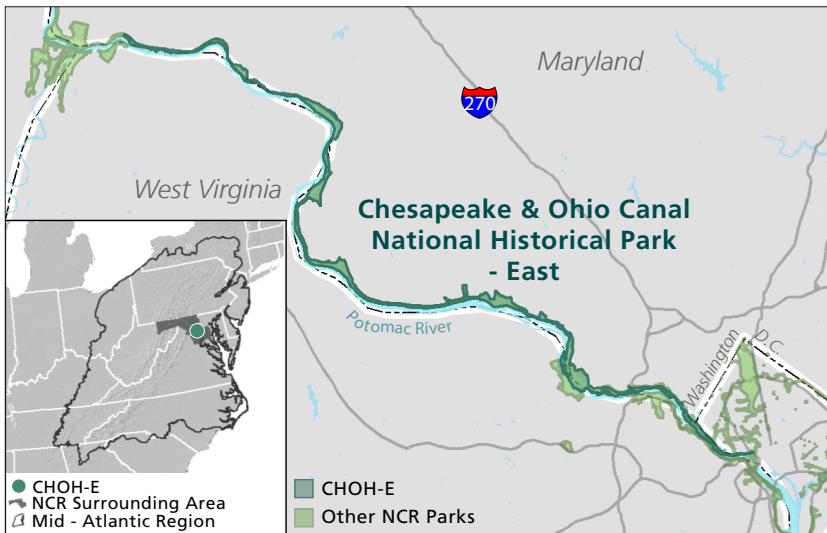 Maryland
270
West Virginia
Chesapeake & Ohio Canal
National Historical Park
- East
Potomac River
Washington
D.C.
CHOH-E
NCR Surrounding Area
Mid - Atlantic Region
CHOH-E
Other NCR Parks